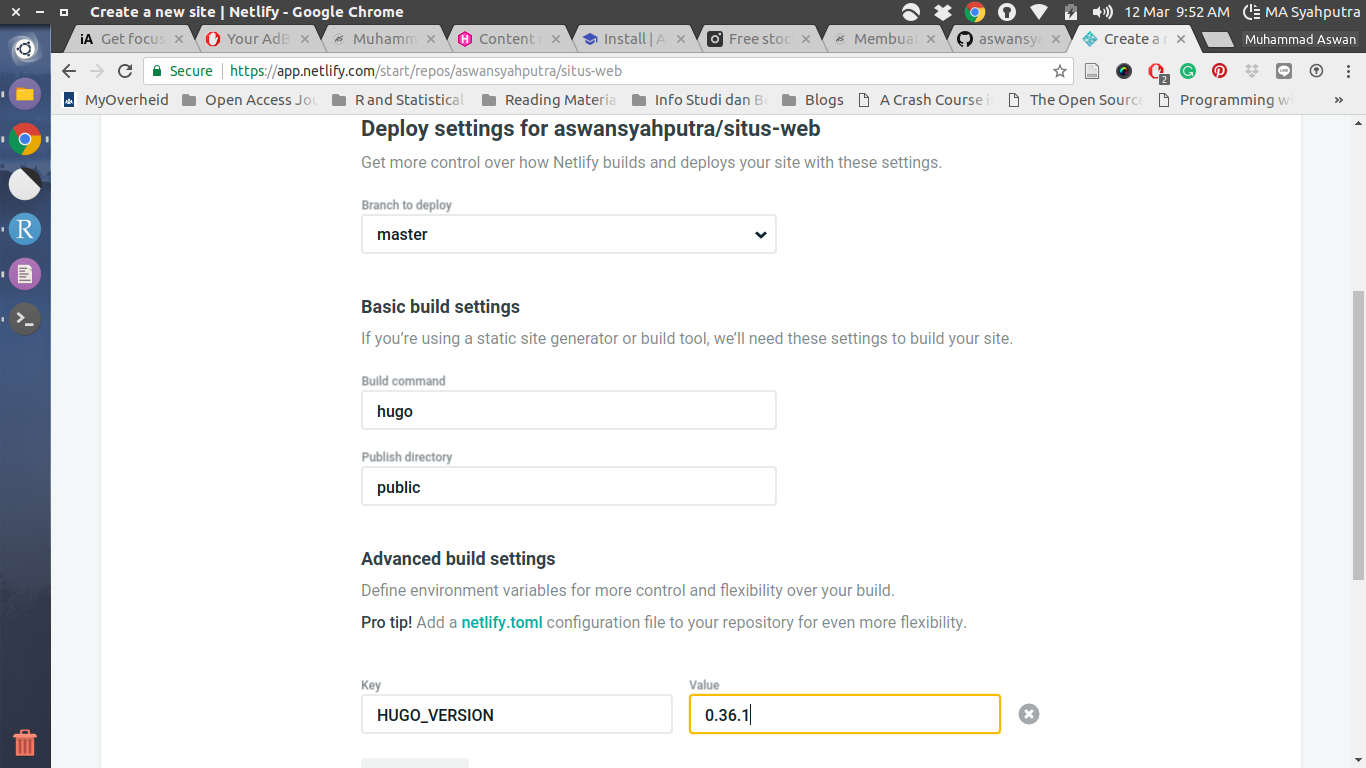 Create a new site | Netlify - Google Chrome
12 Mar 9:52 AM MA Syahputra
iA Get focus
Your AdB
Muhamm
Content
Install | A
Free stoc
Membual
aswansya
Create a n
Muhammad Aswan
Secure https://app.netlify.com/start/repos/aswansyahputra/situs-web
2
MyOverheid Open Access Jou R and Statistical Reading Materia Info Studi dan B Blogs A Crash Course i The Open Source Programming wi »
Deploy settings for aswansyahputra/situs-web
Get more control over how Netlify builds and deploys your site with these settings.
Branch to deploy
master
Basic build settings
If you’re using a static site generator or build tool, we’ll need these settings to build your site.
Build command
hugo
Publish directory
public
Advanced build settings
Define environment variables for more control and flexibility over your build.
Pro tip! Add a netlify.toml configuration file to your repository for even more flexibility.
Key Value
HUGO_VERSION 0.36.1